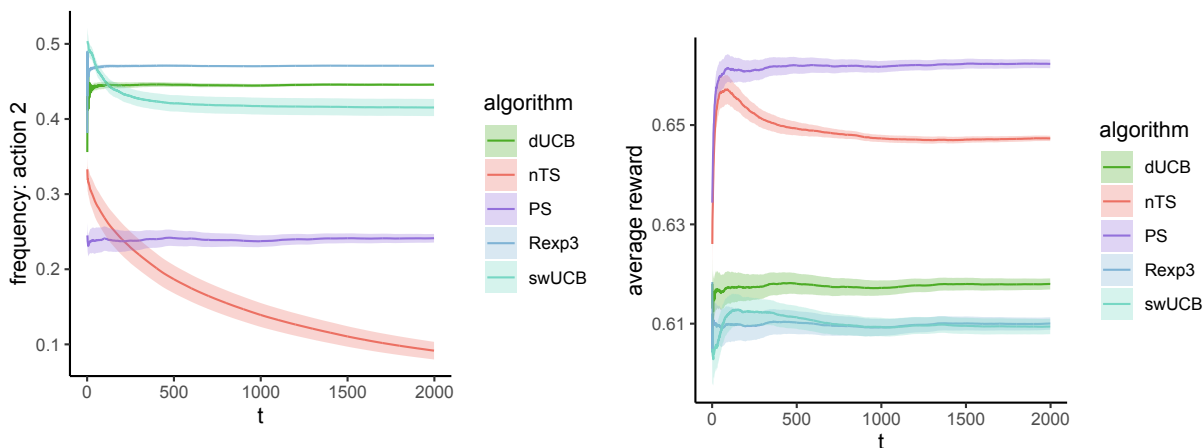 frequency: action 2
0.5
0.4
0.3
0.2
0.1
0
500
1000
1500
2000
t
algorithm
dUCB
nTS
PS
Rexp3
swUCB
average reward
0.65
0.63
0.61
0
500
1000
1500
2000
t
algorithm
dUCB
nTS
PS
Rexp3
swUCB